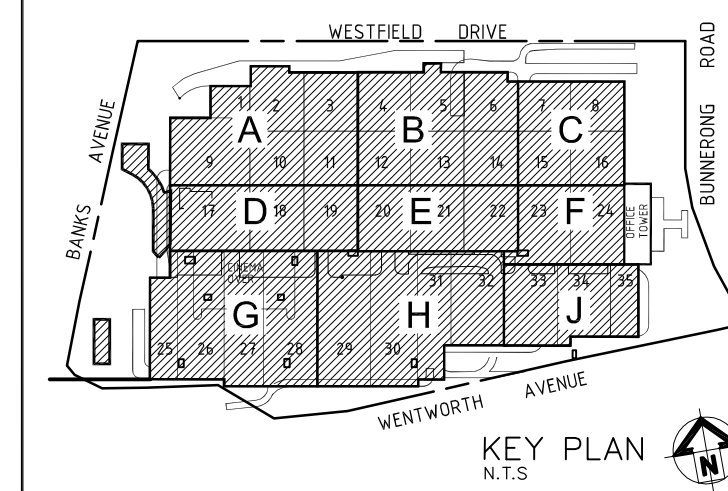 WESTFIELD DRIVE
BUNNERONG ROAD
BANKS AVENUE
1 2 3 4 5 6 7 8
A B C
9 10 11 12 13 14 15 16
17 18 19 20 21 22 23 24
D E F
OFFICE
TOWER
CINEMA
OVER
31 32 33 34 35
G H J
25 26 27 28 29 30
WENTWORTH AVENUE
KEY PLAN
N.T.S
N